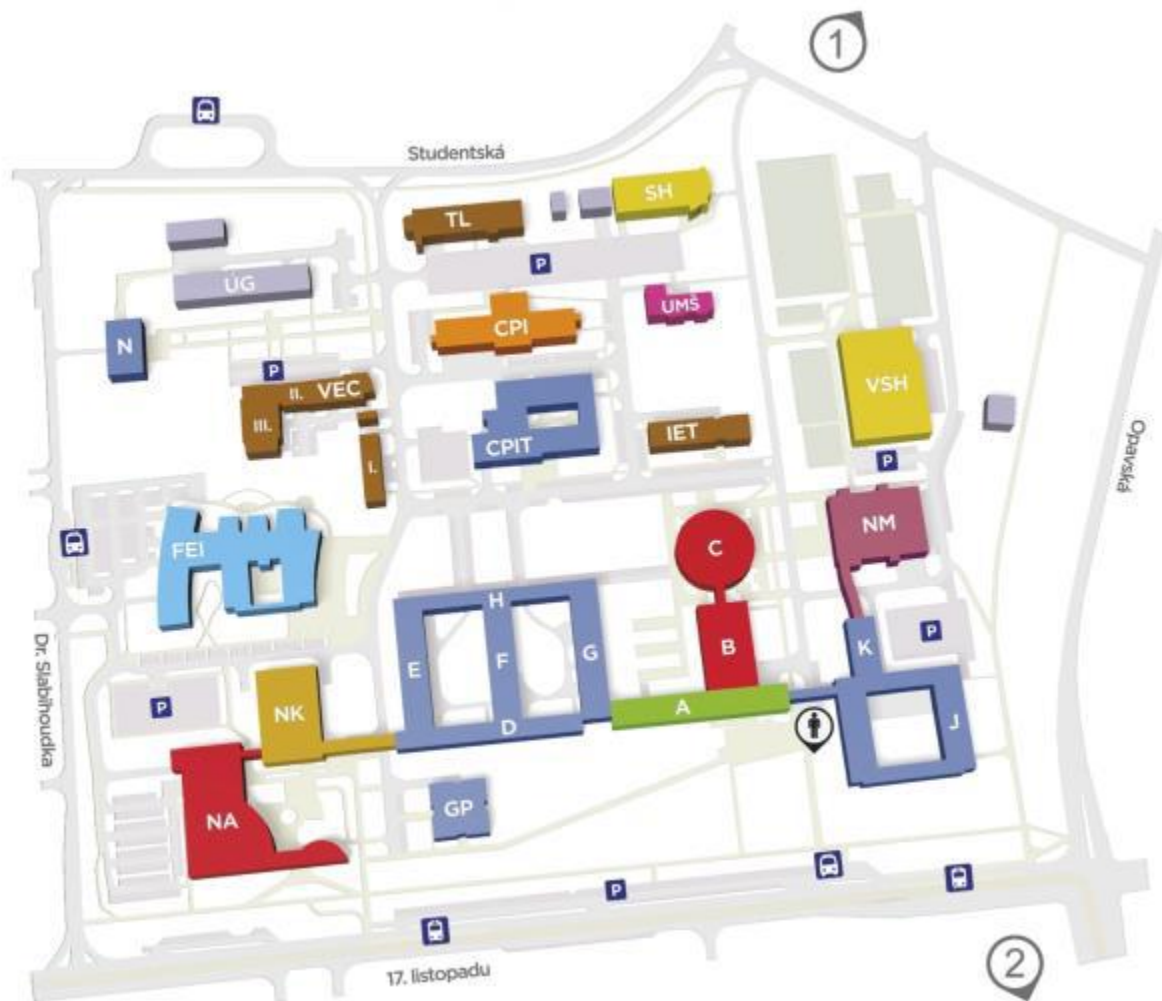 1
Studentská
SH
TL
P
ÚG
UMŠ
CPI
N
P
II. VEC
VSH
III.
IET
CPIT
I.
P
Opavská
NM
FEI
C
H
P
K
B
E
F
G
Dr. Slabihoudka
A
P
NK
J
D
NA
GP
P
17. listopadu
2